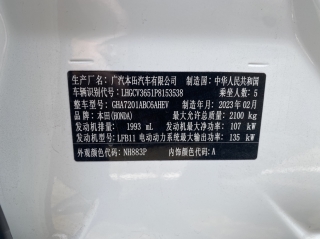 生产厂名：广汽本田汽车有限公司 制造国：中华人民共和国
车辆识别代号：LHGCV3651P8153538 乘坐人数：5
整车型号：GHA7201ABC6AHEV 制造年月：2023年02月
品牌：本田(HONDA) 最大允许总质量：2100 kg
发动机排量：1993 mL 发动机最大净功率：107 kW
发动机型号：LFB11 电动动力系统最大输出功率：135 kW
外观颜色代码：NH883P 内饰颜色代码：A